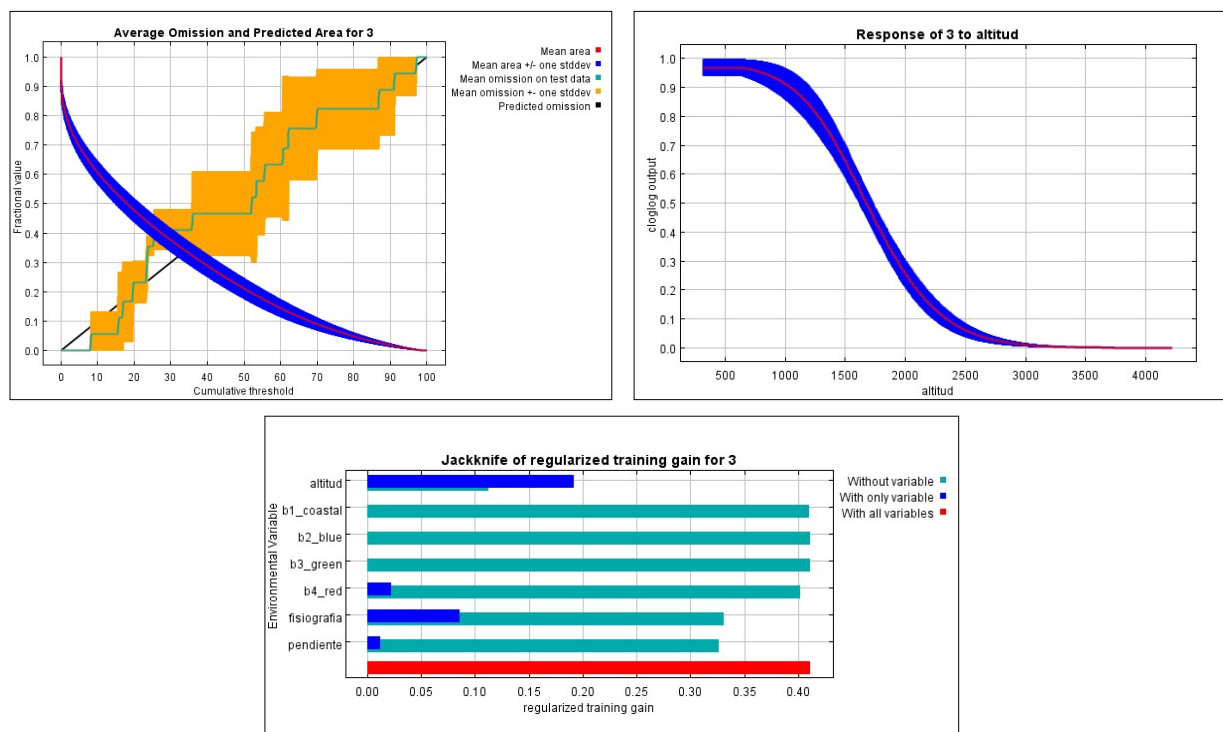 Average Omission and Predicted Area for 3
Mean area
Mean area +/- one stddev
Mean omission on test data
Mean omission +- one stddev
Predicted omission
Fractional value
1.0
0.9
0.8
0.7
0.6
0.5
0.4
0.3
0.2
0.1
0.0
0 10 20 30 40 50 60 70 80 90 100
Cumulative threshold
Response of 3 to altitud
cloglog output
1.0
0.9
0.8
0.7
0.6
0.5
0.4
0.3
0.2
0.1
0.0
500 1000 1500 2000 2500 3000 3500 4000
altitud
Jackknife of regularized training gain for 3
Environmental Variable
altitud
b1_coastal
b2_blue
b3_green
b4_red
fisiografia
pendiente
Without variable
With only variable
With all variables
0.00 0.05 0.10 0.15 0.20 0.25 0.30 0.35 0.40
regularized training gain